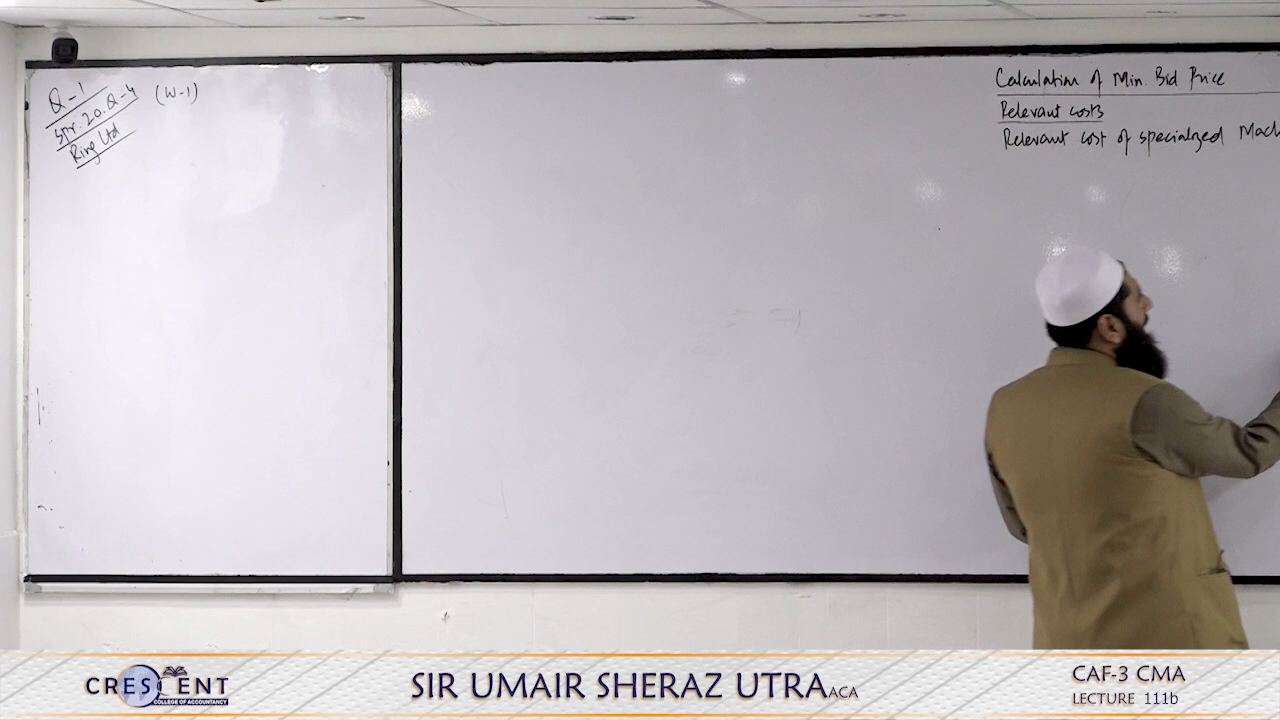 Q-1
Spr. 20. Q-4
Ring Ltd
(W-1)
Calculation of Min. Bid Price
Relevant costs
Relevant cost of specialized Mach
CRESCENT
COLLEGE OF ACCOUNTANCY
SIR UMAIR SHERAZ UTRA ACA
CAF-3 CMA
LECTURE 111b